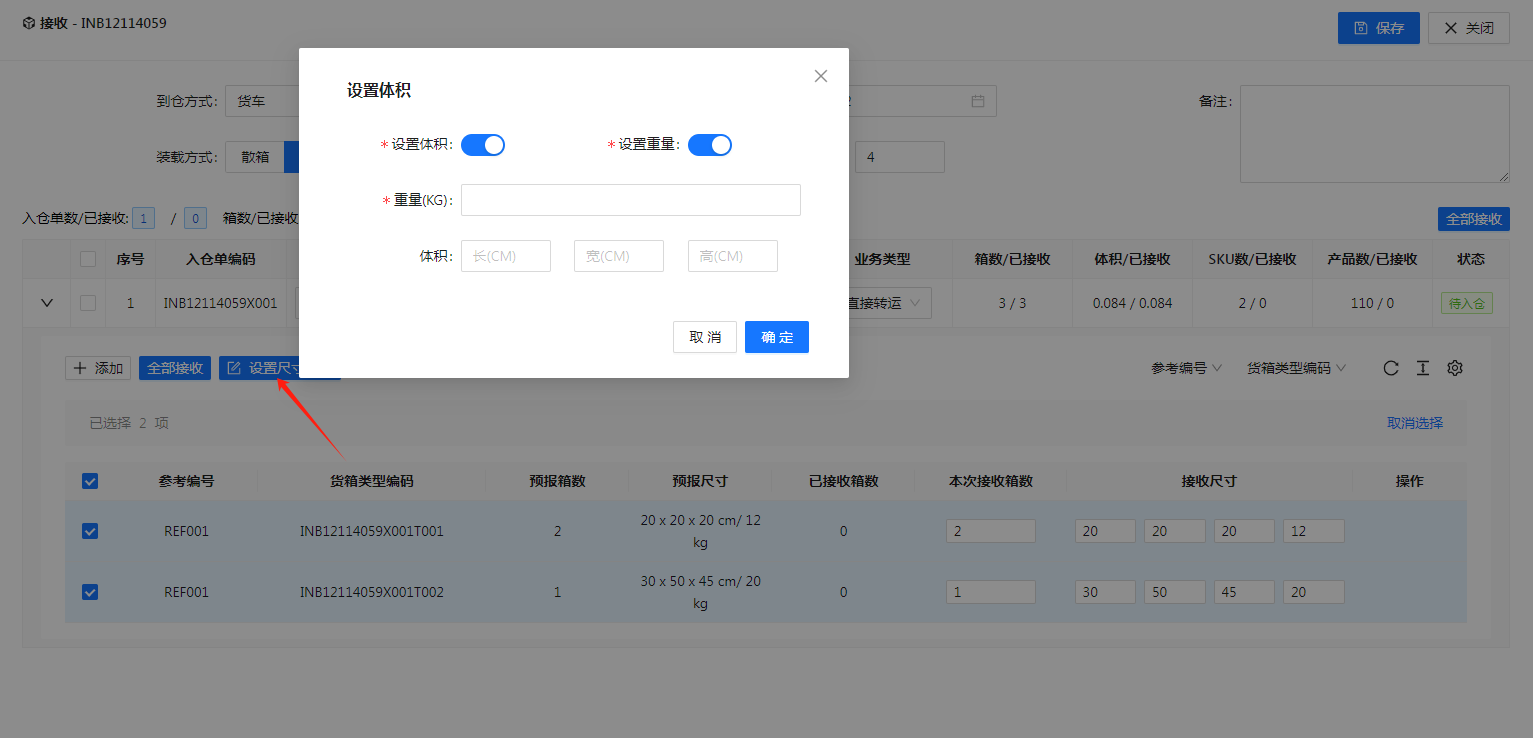 接收 - INB12114059
保存
关闭
设置体积
到仓方式: 货车
备注:
* 设置体积:
* 设置重量:
装载方式: 散箱
4
* 重量(KG):
入仓单数/已接收: 1 / 0 箱数/已接收
全部接收
体积: 长(CM) 宽(CM) 高(CM)
序号 入仓单编码 业务类型 箱数/已接收 体积/已接收 SKU数/已接收 产品数/已接收 状态
1 INB12114059X001 直接转运 3 / 3 0.084 / 0.084 2 / 0 110 / 0 待入仓
取 消 确 定
添加 全部接收 设置尺
参考编号 货箱类型编码
已选择 2 项
取消选择
参考编号 货箱类型编码 预报箱数 预报尺寸 已接收箱数 本次接收箱数 接收尺寸 操作
REF001 INB12114059X001T001 2 20 x 20 x 20 cm/ 12 kg 0 2 20 20 20 12
REF001 INB12114059X001T002 1 30 x 50 x 45 cm/ 20 kg 0 1 30 50 45 20